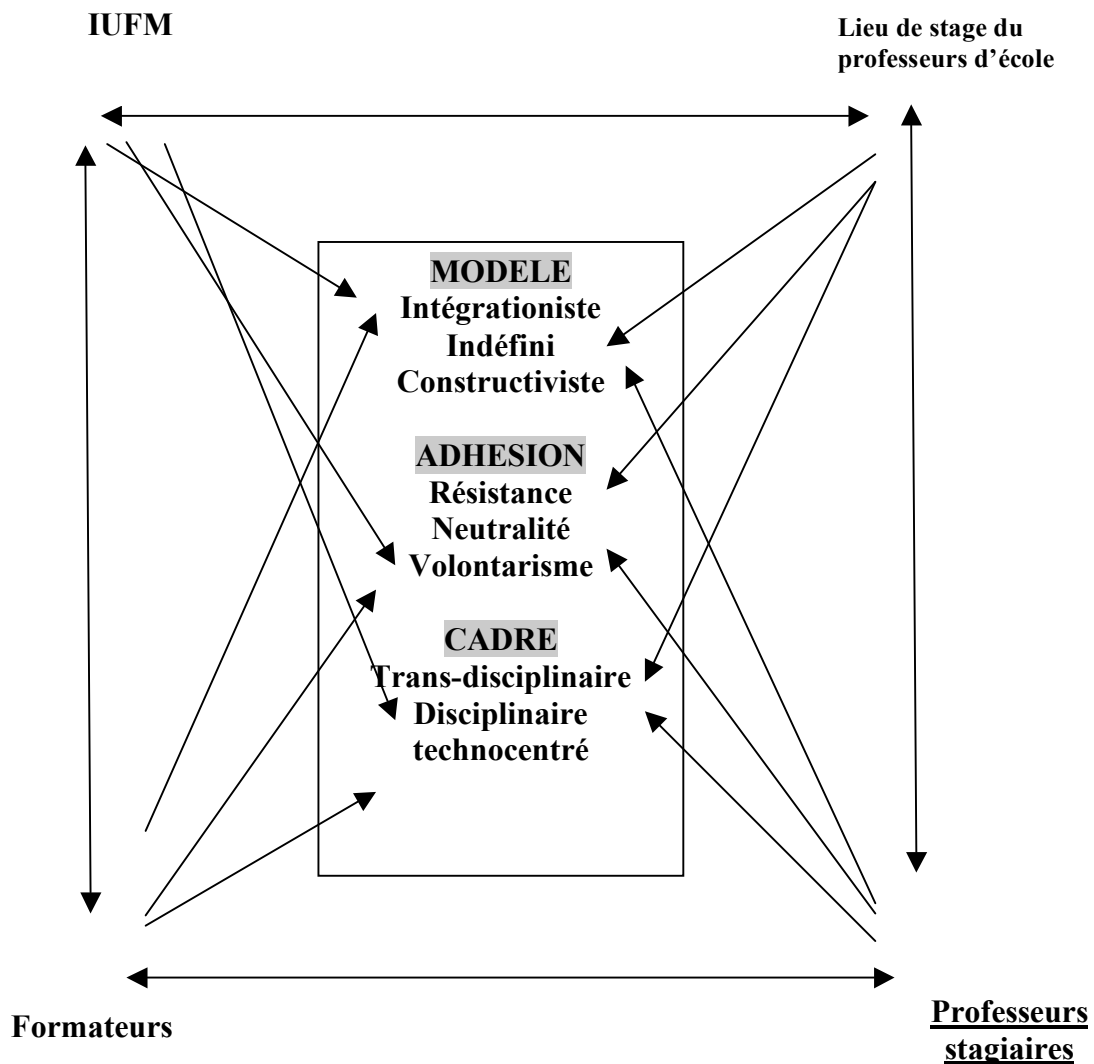 IUFM
Lieu de stage du
professeurs d’école
MODELE
Intégrationiste
Indéfini
Constructiviste
ADHESION
Résistance
Neutralité
Volontarisme
CADRE
Trans-disciplinaire
Disciplinaire
technocentré
Formateurs
Professeurs
stagiaires